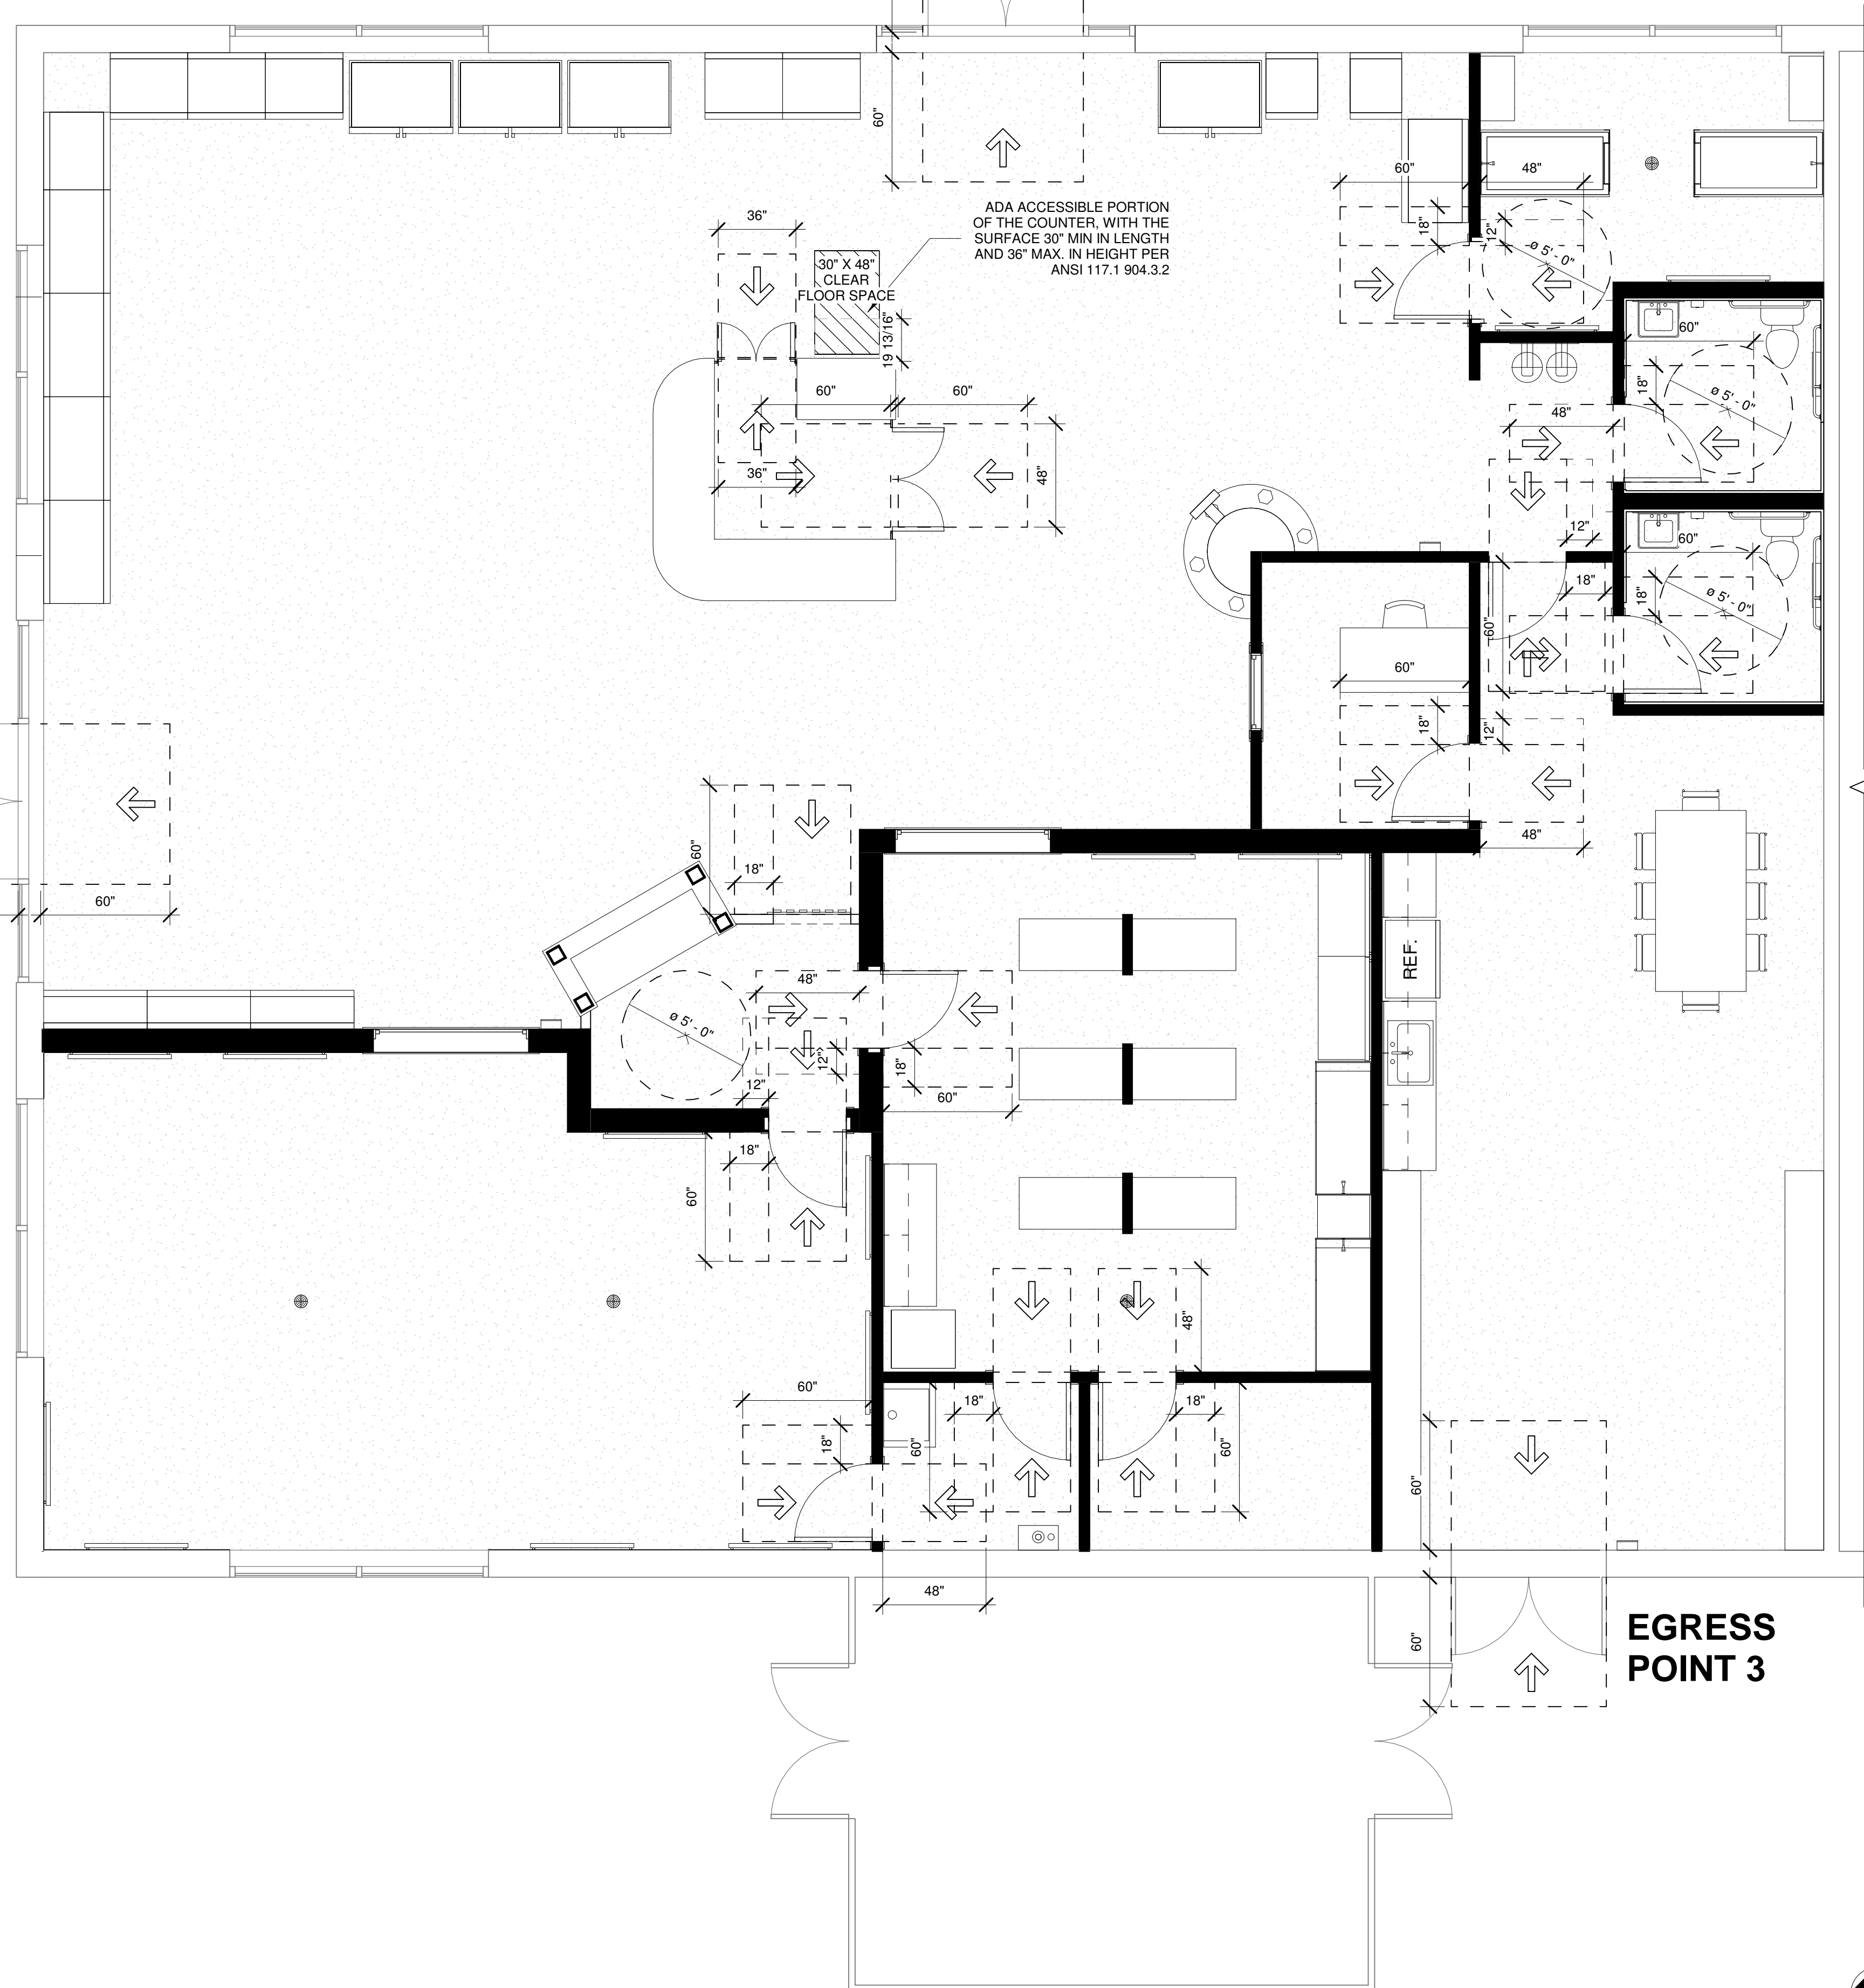 60"
60"
48"
ADA ACCESSIBLE PORTION
OF THE COUNTER, WITH THE
SURFACE 30" MIN IN LENGTH
AND 36" MAX. IN HEIGHT PER
ANSI 117.1 904.3.2
36"
18"
12"
ø 5' - 0"
30" X 48"
CLEAR
FLOOR SPACE
19 13/16"
60"
60"
60"
18"
ø 5' - 0"
48"
36"
48"
12"
60"
18"
18"
ø 5' - 0"
60"
60"
18"
12"
48"
60"
18"
60"
REF.
48"
ø 5' - 0"
12"
18"
12"
60"
18"
60"
48"
60"
18"
18"
18"
60"
60"
60"
48"
60"
EGRESS
POINT 3